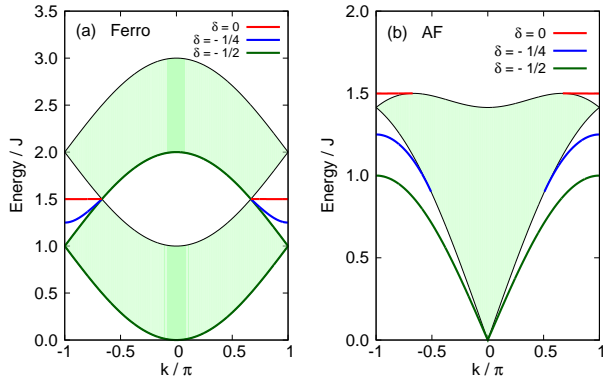 (a) Ferro
δ = 0
δ = - 1/4
δ = - 1/2
Energy / J
3.5
3.0
2.5
2.0
1.5
1.0
0.5
0.0
-1 -0.5 0 0.5 1
k / π
(b) AF
δ = 0
δ = - 1/4
δ = - 1/2
Energy / J
2.0
1.5
1.0
0.5
0.0
-1 -0.5 0 0.5 1
k / π